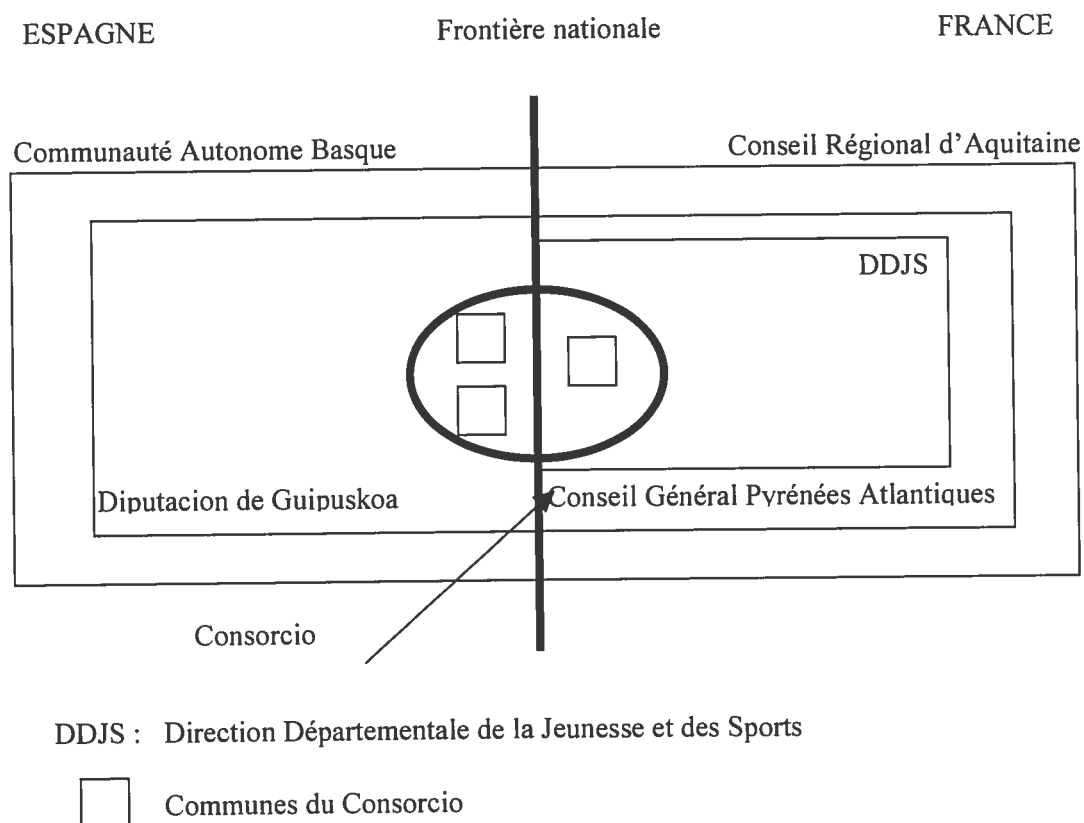 ESPAGNE
Frontière nationale
FRANCE
Communauté Autonome Basque
Conseil Régional d'Aquitaine
DDJS
Diputacion de Guipuskoa
Conseil Général Pyrénées Atlantiques
Consorcio
DDJS : Direction Départementale de la Jeunesse et des Sports
Communes du Consorcio